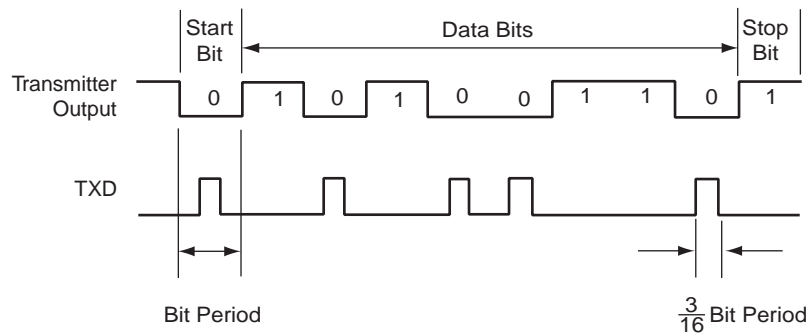 Start
Bit
Data Bits
Stop
Bit
Transmitter
Output
0 1 0 1 0 0 1 1 0 1
TXD
Bit Period
3/16 Bit Period